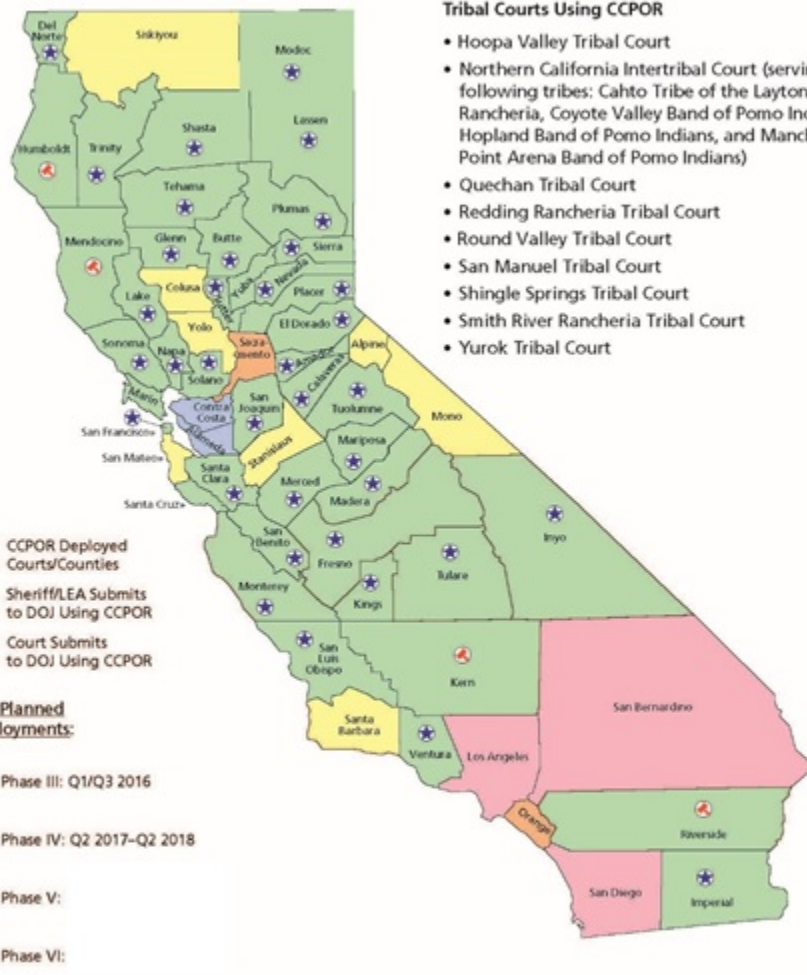 Tribal Courts Using CCPOR
• Hoopa Valley Tribal Court
• Northern California Intertribal Court (servin
following tribes: Cahto Tribe of the Layton
Rancheria, Coyote Valley Band of Pomo Ind
Hopland Band of Pomo Indians, and Manch
Point Arena Band of Pomo Indians)
• Quechan Tribal Court
• Redding Rancheria Tribal Court
• Round Valley Tribal Court
• San Manuel Tribal Court
• Shingle Springs Tribal Court
• Smith River Rancheria Tribal Court
• Yurok Tribal Court
Del
Norte
Siskiyou
Modoc
Humboldt
Trinity
Shasta
Lassen
Tehama
Plumas
Mendocino
Glenn
Butte
Sierra
Colusa
Sutter
Yuba
Nevada
Placer
Lake
Yolo
El Dorado
Sonoma
Napa
Solano
Sacra-
mento
Amador
Calaveras
Alpine
Marin
Contra
Costa
San
Joaquin
Tuolumne
Mono
San Francisco
Alameda
Stanislaus
Mariposa
San Mateo
Santa
Clara
Merced
Madera
Santa Cruz
San
Benito
Fresno
Inyo
Monterey
Kings
Tulare
San
Luis
Obispo
Kern
San Bernardino
Santa
Barbara
Ventura
Los Angeles
Orange
Riverside
San Diego
Imperial
CCPOR Deployed
Courts/Counties
Sheriff/LEA Submits
to DOJ Using CCPOR
Court Submits
to DOJ Using CCPOR
Planned
loyments:
Phase III: Q1/Q3 2016
Phase IV: Q2 2017–Q2 2018
Phase V:
Phase VI: